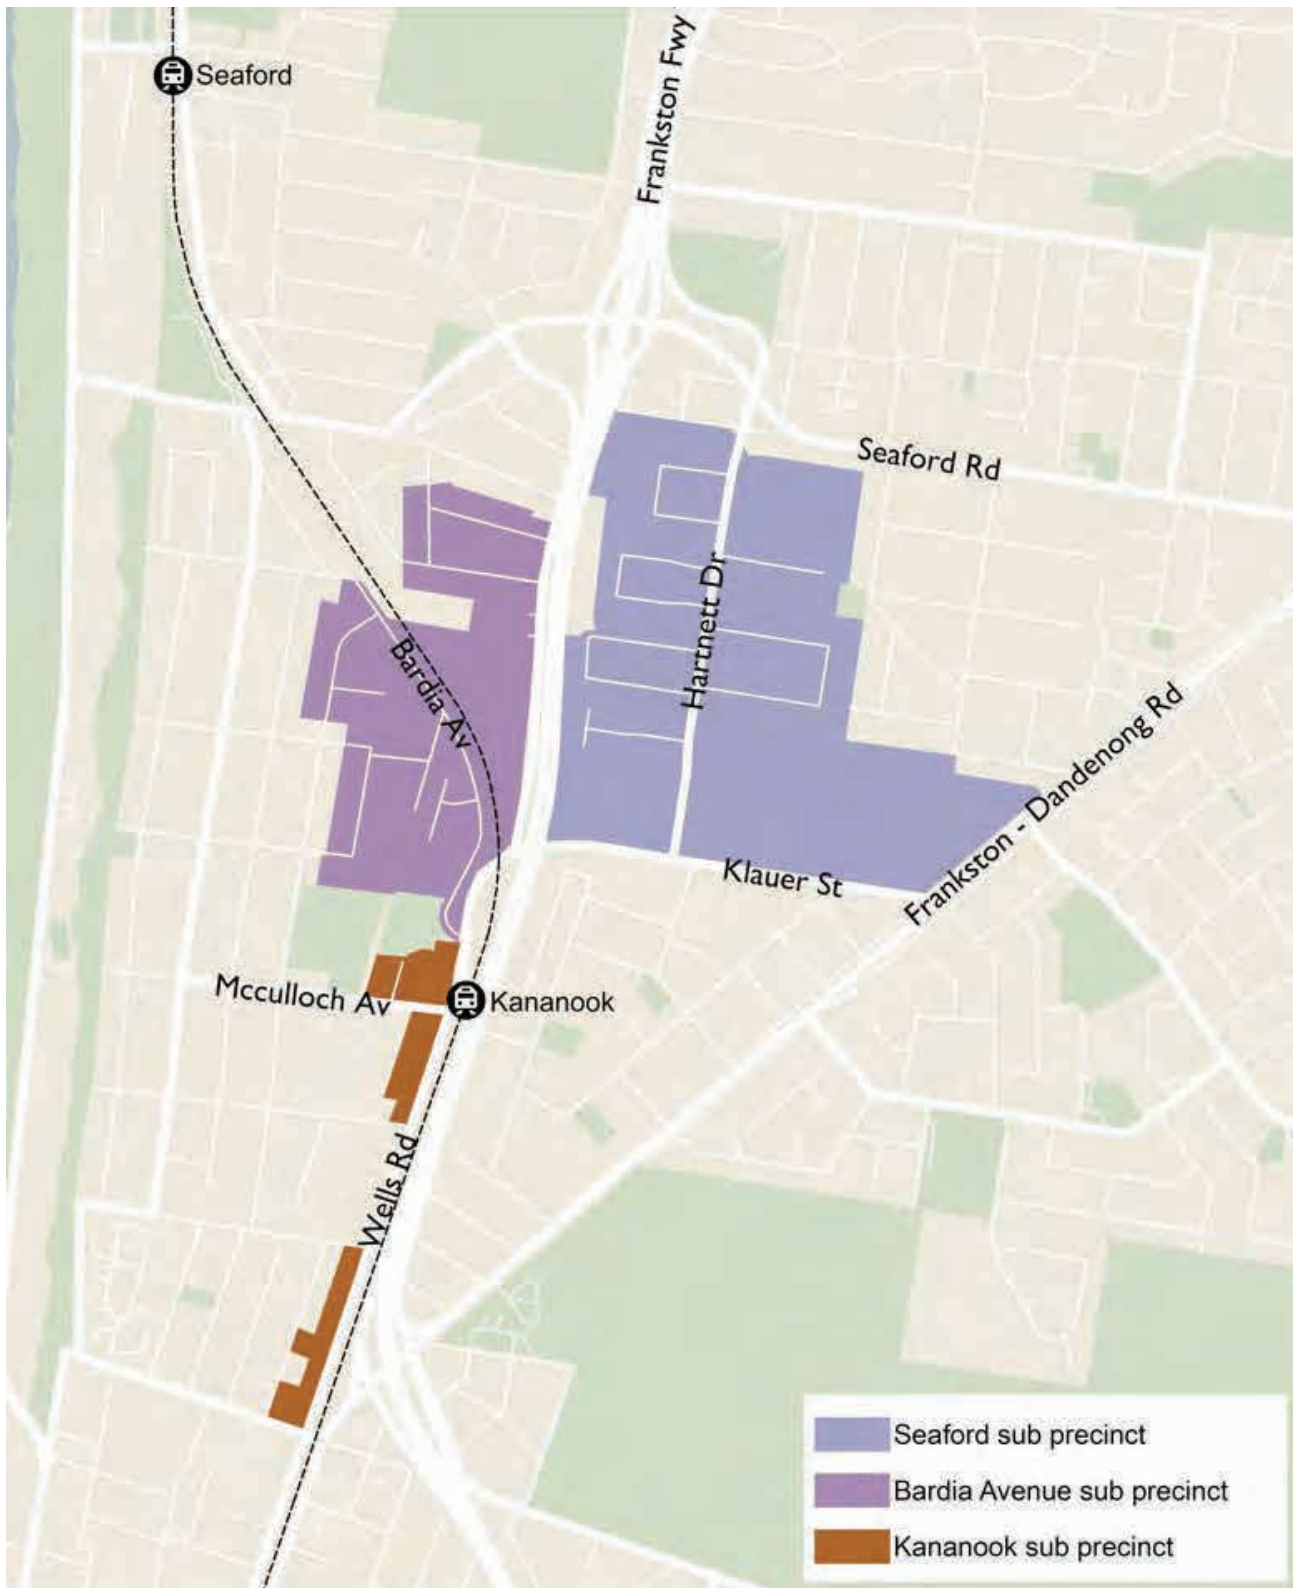 Frankston Fwy
Seaford
Seaford Rd
Hartnett Dr
Bardia Av
Frankston - Dandenong Rd
Klauer St
Mcculloch Av
Kananook
Wells Rd
Seaford sub precinct
Bardia Avenue sub precinct
Kananook sub precinct